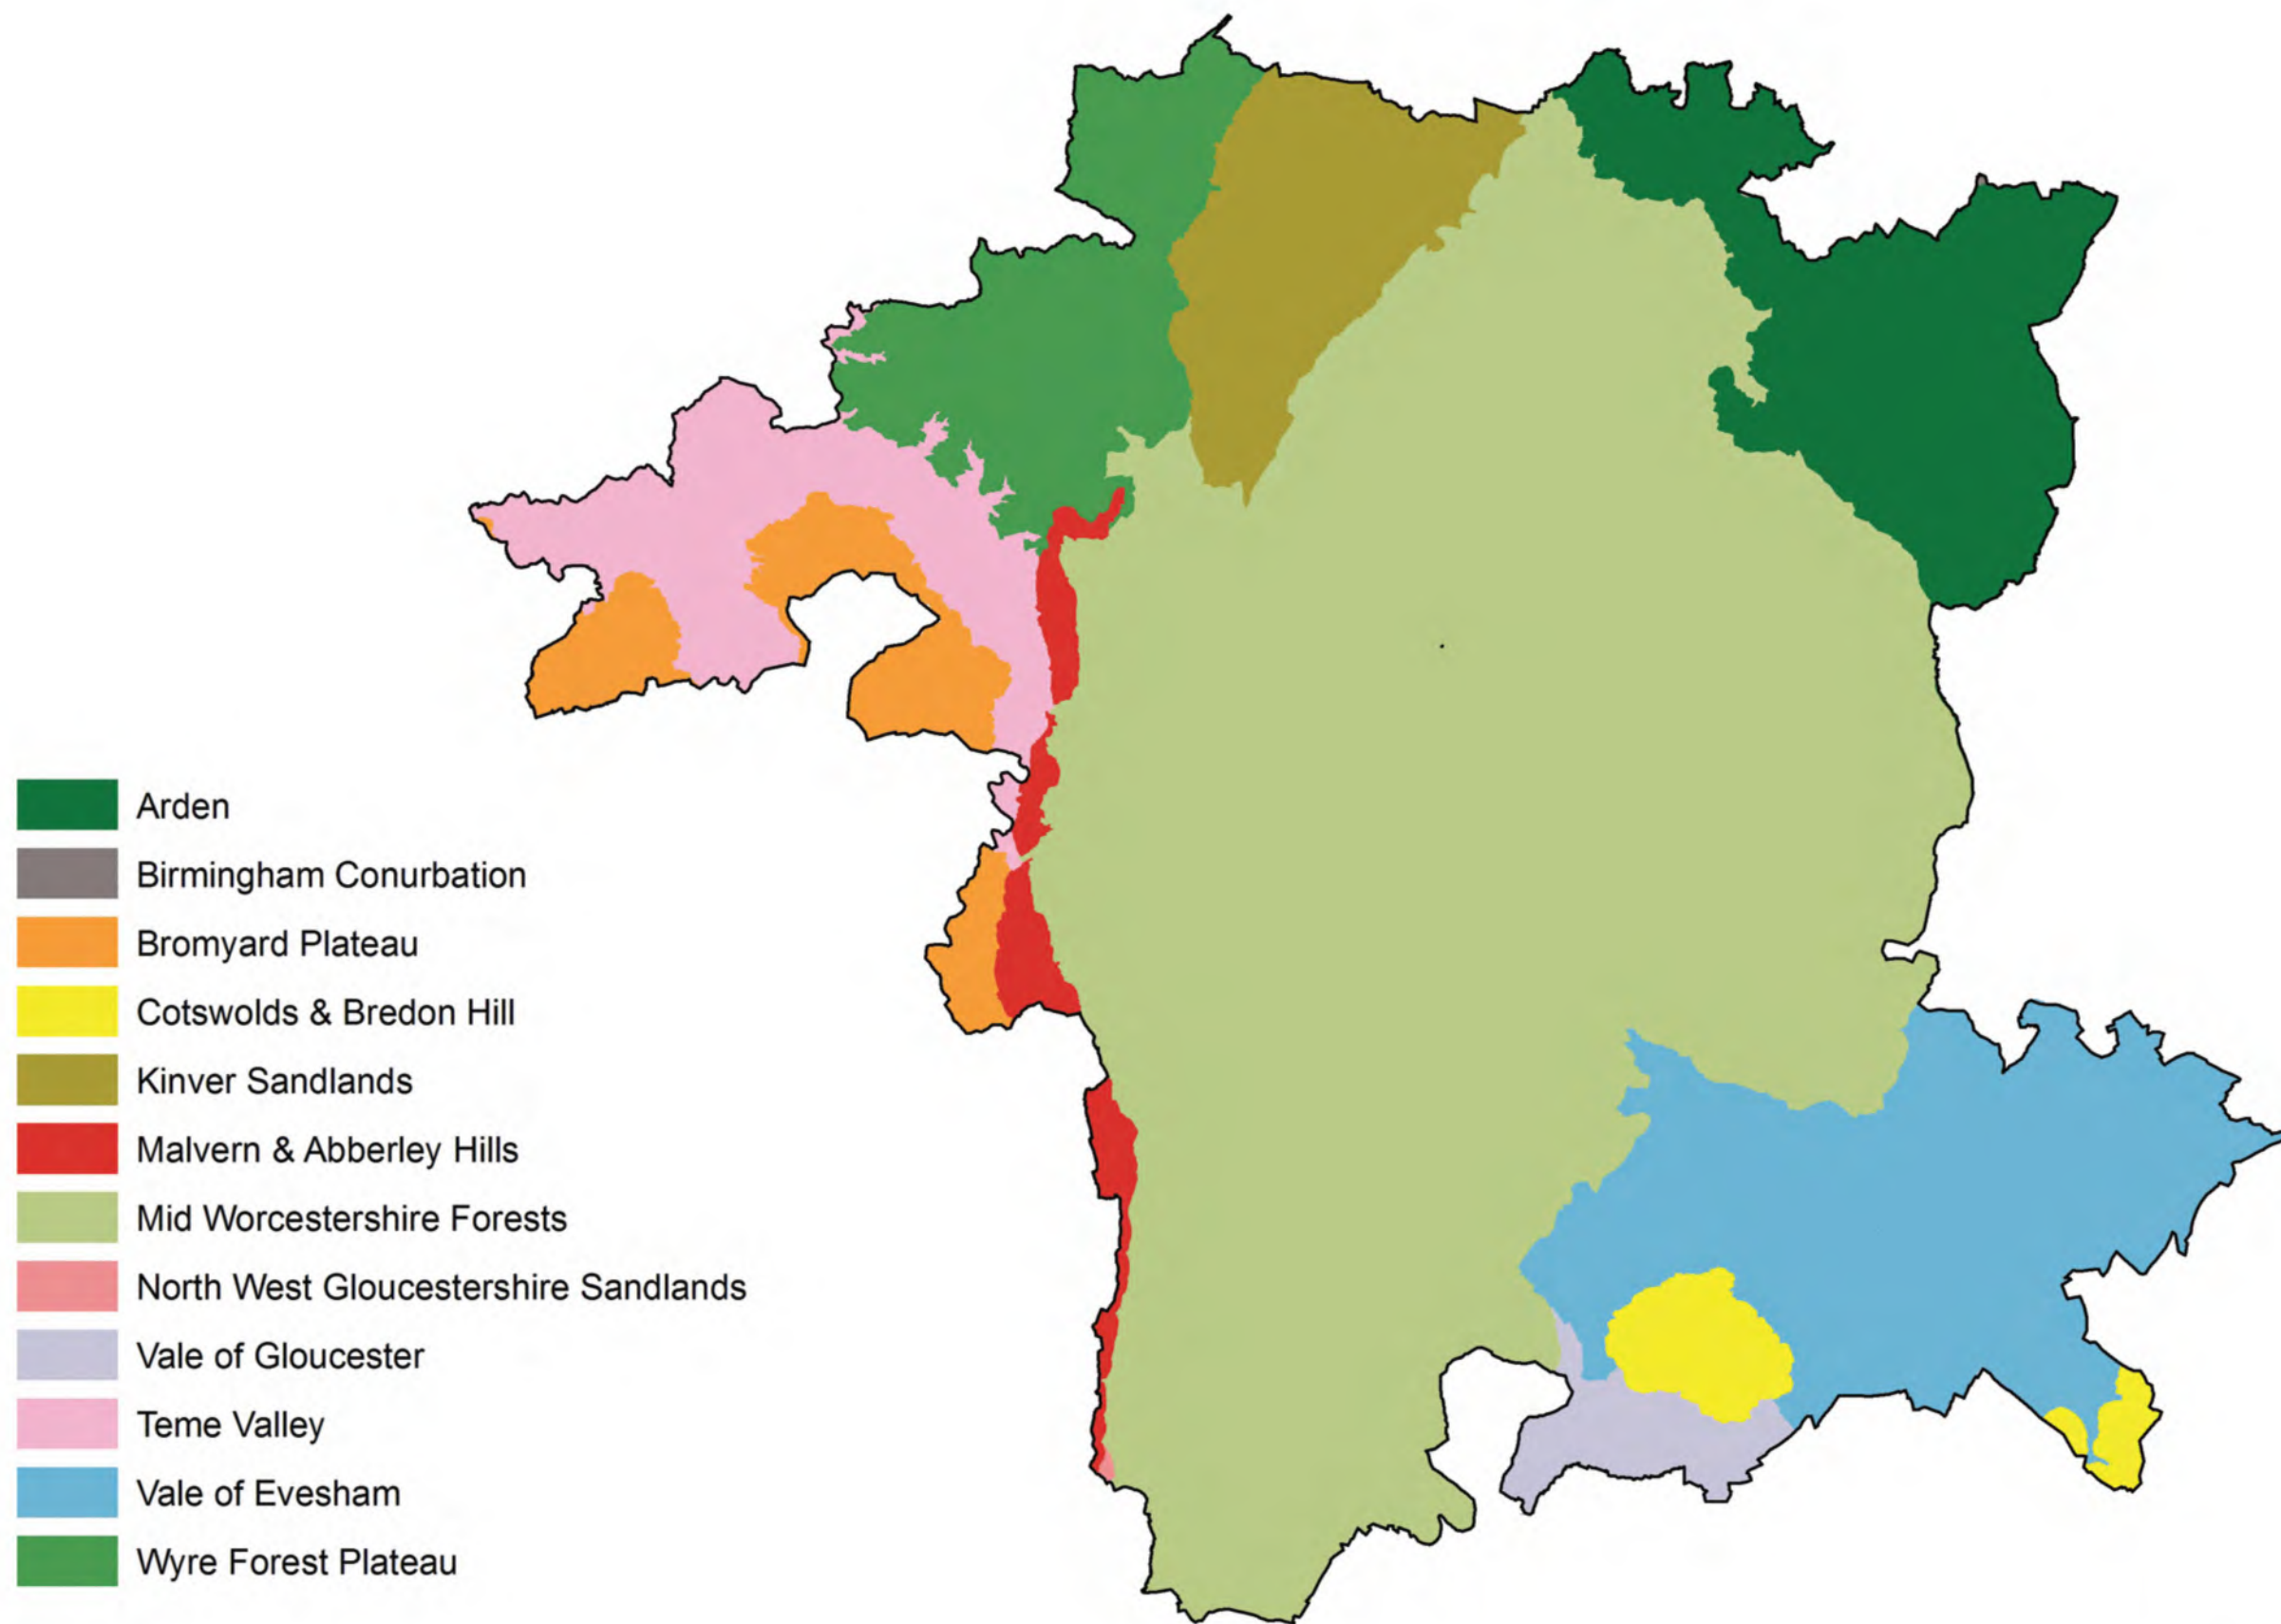 Arden
Birmingham Conurbation
Bromyard Plateau
Cotswolds & Bredon Hill
Kinver Sandlands
Malvern & Abberley Hills
Mid Worcestershire Forests
North West Gloucestershire Sandlands
Vale of Gloucester
Teme Valley
Vale of Evesham
Wyre Forest Plateau